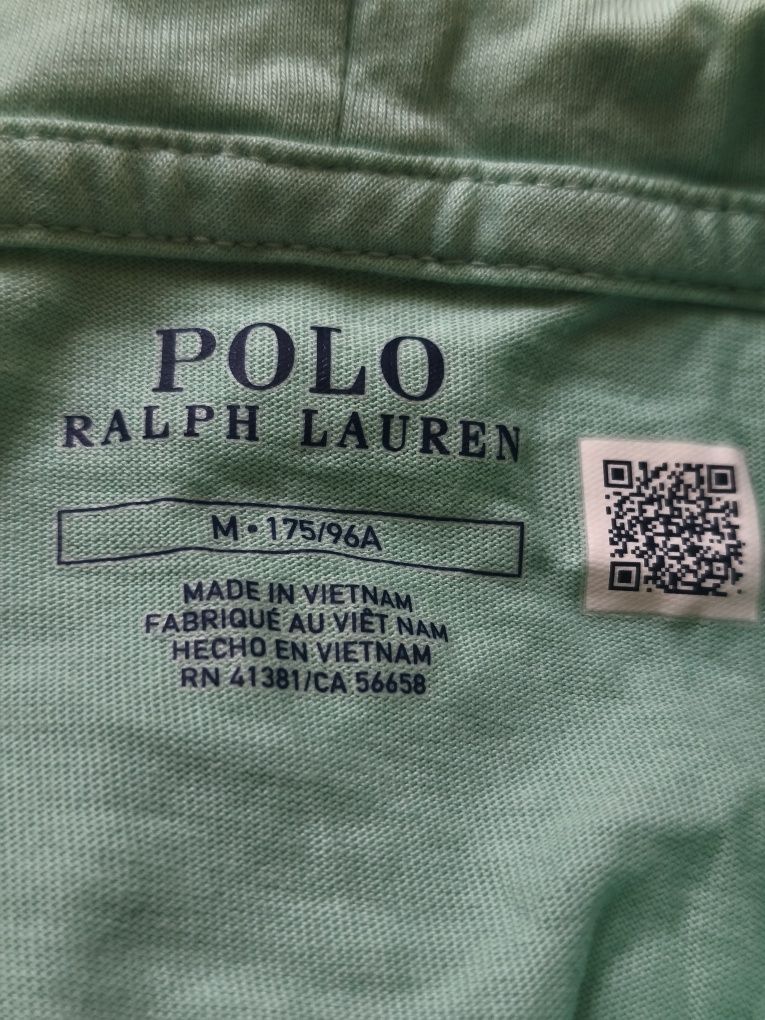 POLO
RALPH LAUREN
M • 175/96A
MADE IN VIETNAM
FABRIQUÉ AU VIÊT NAM
HECHO EN VIETNAM
RN 41381/CA 56658